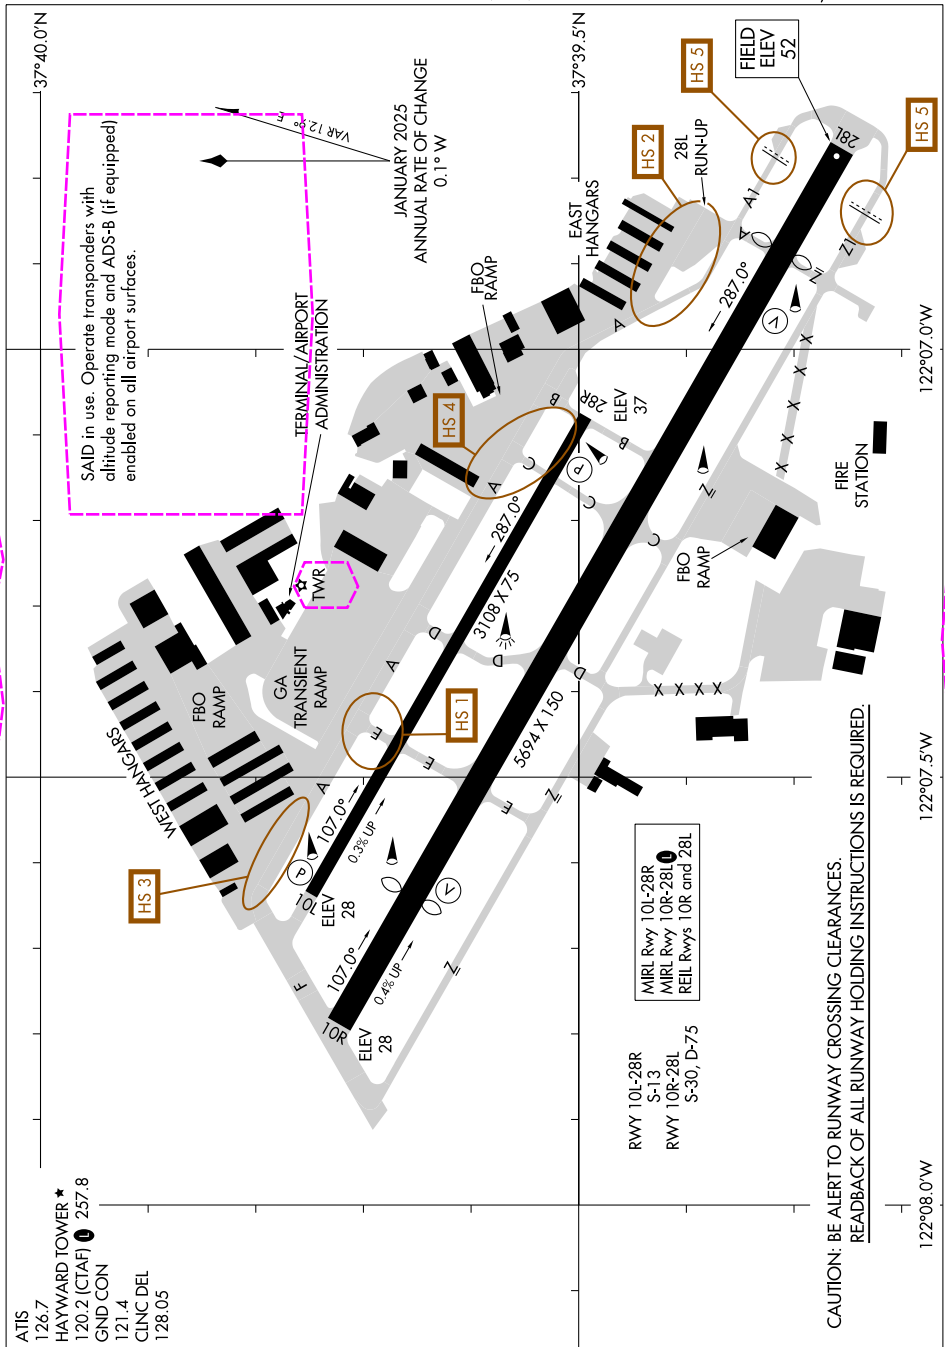 ATIS
126.7
HAYWARD TOWER ★
120.2 (CTAF) L 257.8
GND CON
121.4
CLNC DEL
128.05
SAID in use. Operate transponders with
altitude reporting mode and ADS-B (if equipped)
enabled on all airport surfaces.
37°40.0'N
37°39.5'N
VAR 12.9° E
JANUARY 2025
ANNUAL RATE OF CHANGE
0.1° W
TERMINAL/AIRPORT
ADMINISTRATION
TWR
WEST HANGARS
FBO
RAMP
GA
TRANSIENT
RAMP
FBO
RAMP
EAST
HANGARS
HS 2
28L
RUN-UP
HS 5
FIELD
ELEV
52
HS 5
HS 4
HS 1
HS 3
A
A
A
A
A
A1
B
B
C
C
C
D
D
D
E
E
E
F
Z
Z
Z
Z
Z1
V
V
P
P
10L
ELEV
28
107.0°
0.3% UP
3108 X 75
287.0°
28R
ELEV
37
10R
ELEV
28
107.0°
0.4% UP
5694 X 150
287.0°
28L
X X X X
X X X X X
FBO
RAMP
FIRE
STATION
MIRL Rwy 10L-28R
MIRL Rwy 10R-28L L
REIL Rwys 10R and 28L
RWY 10L-28R
S-13
RWY 10R-28L
S-30, D-75
CAUTION: BE ALERT TO RUNWAY CROSSING CLEARANCES.
READBACK OF ALL RUNWAY HOLDING INSTRUCTIONS IS REQUIRED.
122°08.0'W
122°07.5'W
122°07.0'W